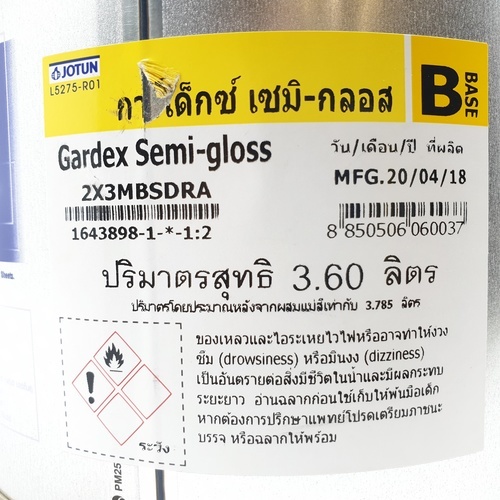 JOTUN
L5275-R01
เด็กซ์ เซมิ-กลอส
B BASE
Gardex Semi-gloss
วัน/เดือน/ปี ที่ผลิต
2X3MBSDRA
MFG.20/04/18
1643898-1-*-1:2
8 850506 060037
ปริมาตรสุทธิ 3.60 ลิตร
ปริมาตรโดยประมาณหลังจากผสมแม่สีเท่ากับ 3.785 ลิตร
ของเหลวและไอระเหยไวไฟหรืออาจทำให้ง่วง
ซึม (drowsiness) หรือมึนงง (dizziness)
เป็นอันตรายต่อสิ่งมีชีวิตในน้ำและมีผลกระทบ
ระยะยาว อ่านฉลากก่อนใช้เก็บให้พ้นมือเด็ก
หากต้องการปรึกษาแพทย์โปรดเตรียมภาชนะ
บรรจุ หรือฉลากให้พร้อม
ระวัง
Sheets.
PM25